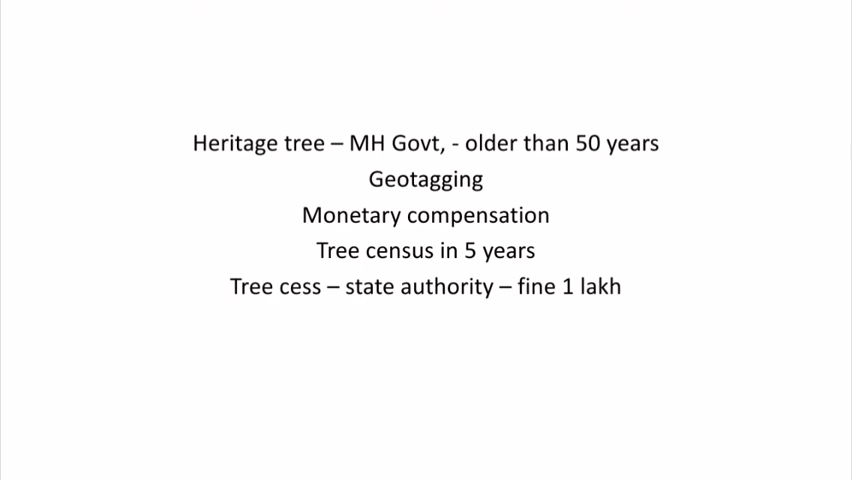 Heritage tree – MH Govt, - older than 50 years
Geotagging
Monetary compensation
Tree census in 5 years
Tree cess – state authority – fine 1 lakh